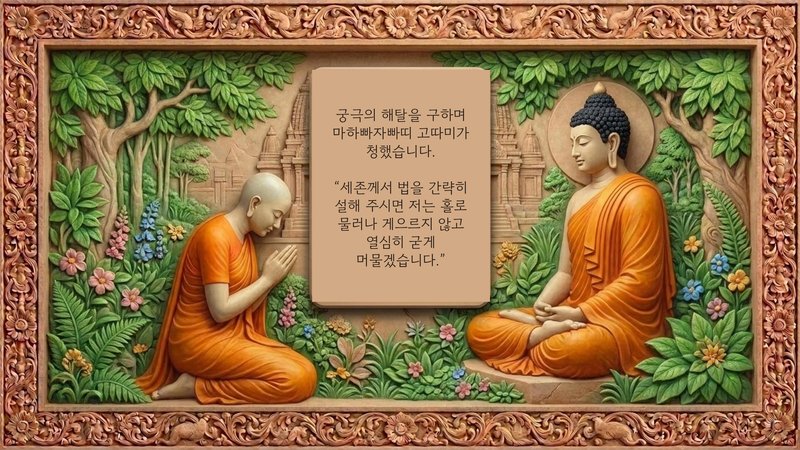 궁극의 해탈을 구하며
마하빠자빠띠 고따미가
청했습니다.
“세존께서 법을 간략히
설해 주시면 저는 홀로
물러나 게으르지 않고
열심히 굳게
머물겠습니다.”